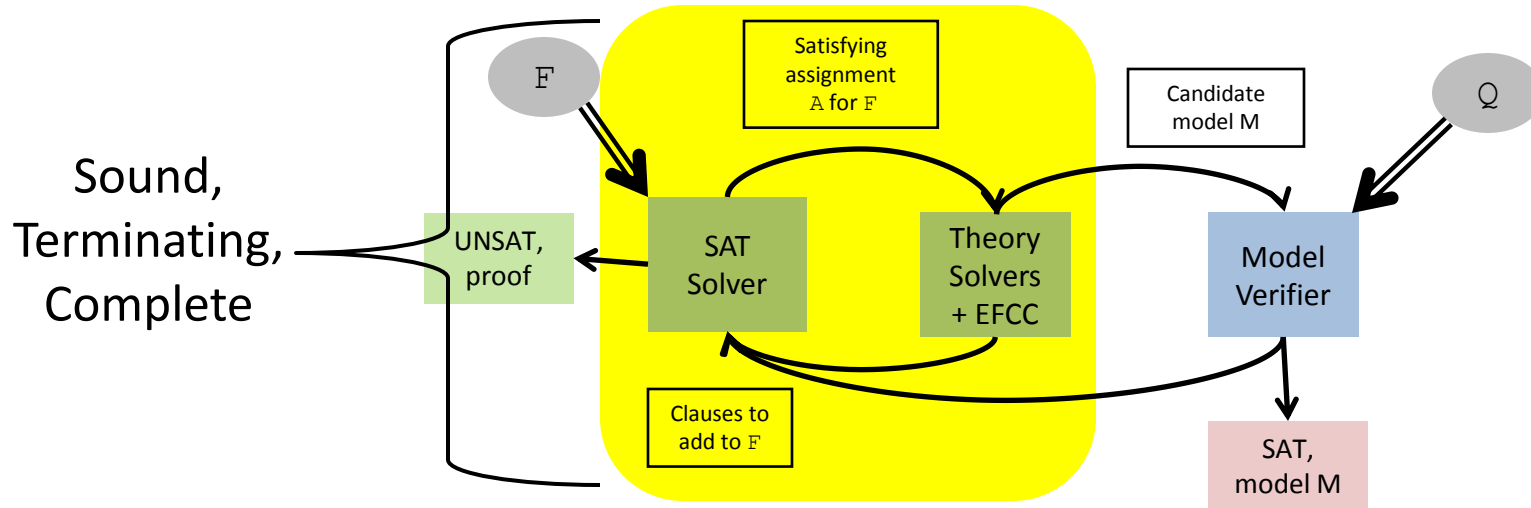 Sound,
Terminating,
Complete
F
UNSAT,
proof
Satisfying
assignment
A for F
SAT
Solver
Theory
Solvers
+ EFCC
Clauses to
add to F
Candidate
model M
Q
Model
Verifier
SAT,
model M